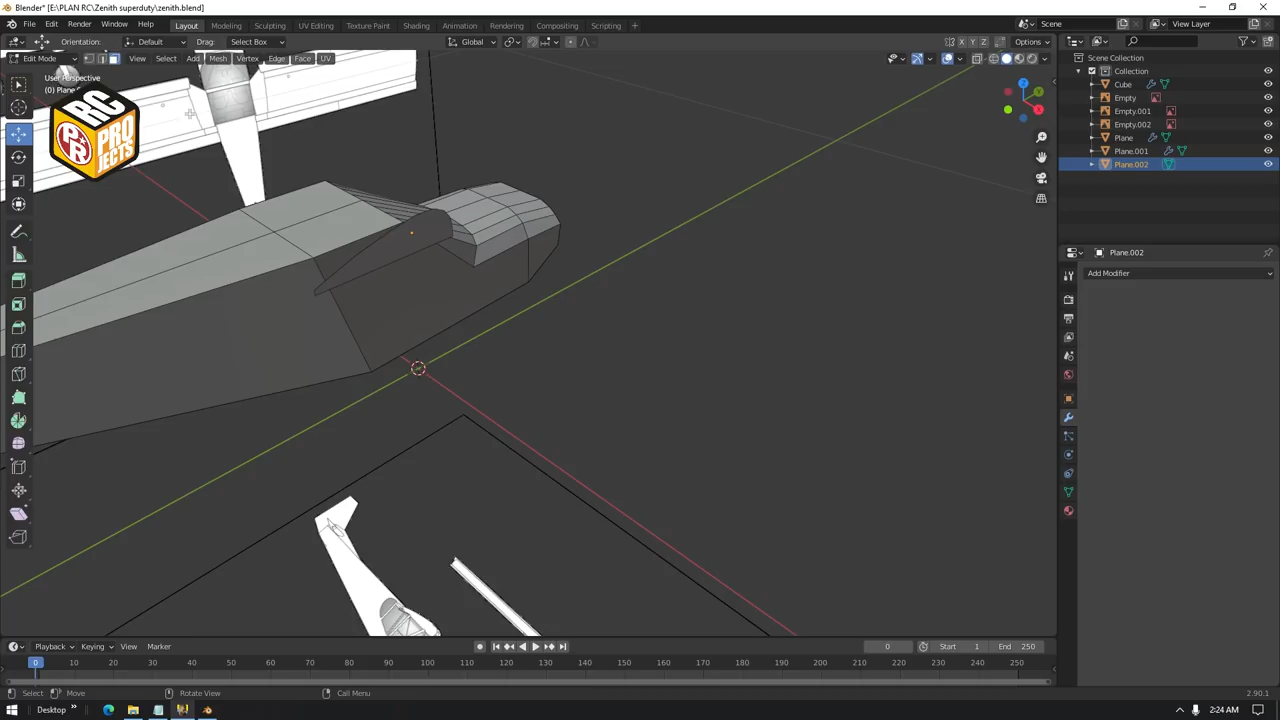 Blender* [E:\PLAN RC\Zenith superduty\zenith.blend]
File Edit Render Window Help Layout Modeling Sculpting UV Editing Texture Paint Shading Animation Rendering Compositing Scripting + Scene View Layer
Orientation: Default Drag: Select Box Global X Y Z Options
Edit Mode View Select Add Mesh Vertex Edge Face UV
User Perspective
(0) Plane
RC
PROJECTS
PR
Z
Y
X
Scene Collection
Collection
Cube
Empty
Empty.001
Empty.002
Plane
Plane.001
Plane.002
Plane.002
Add Modifier
Playback Keying View Marker 0 Start 1 End 250
0 10 20 30 40 50 60 70 80 90 100 110 120 130 140 150 160 170 180 190 200 210 220 230 240 250
Select Move Rotate View Call Menu 2.90.1
Desktop 2:24 AM